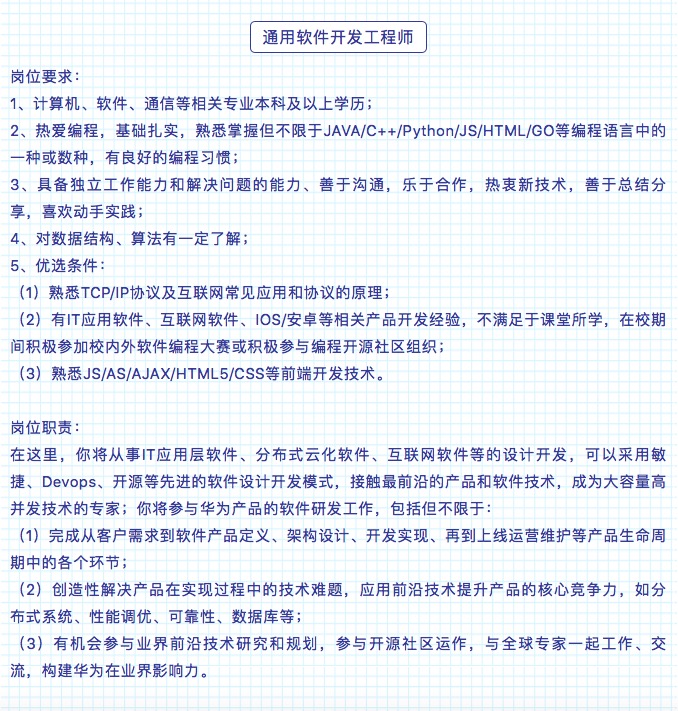 通用软件开发工程师
岗位要求：
1、计算机、软件、通信等相关专业本科及以上学历；
2、热爱编程，基础扎实，熟悉掌握但不限于JAVA/C++/Python/JS/HTML/GO等编程语言中的
一种或数种，有良好的编程习惯；
3、具备独立工作能力和解决问题的能力、善于沟通，乐于合作，热衷新技术，善于总结分
享，喜欢动手实践；
4、对数据结构、算法有一定了解；
5、优选条件：
（1）熟悉TCP/IP协议及互联网常见应用和协议的原理；
（2）有IT应用软件、互联网软件、IOS/安卓等相关产品开发经验，不满足于课堂所学，在校期
间积极参加校内外软件编程大赛或积极参与编程开源社区组织；
（3）熟悉JS/AS/AJAX/HTML5/CSS等前端开发技术。
岗位职责：
在这里，你将从事IT应用层软件、分布式云化软件、互联网软件等的设计开发，可以采用敏
捷、Devops、开源等先进的软件设计开发模式，接触最前沿的产品和软件技术，成为大容量高
并发技术的专家；你将参与华为产品的软件研发工作，包括但不限于：
（1）完成从客户需求到软件产品定义、架构设计、开发实现、再到上线运营维护等产品生命周
期中的各个环节；
（2）创造性解决产品在实现过程中的技术难题，应用前沿技术提升产品的核心竞争力，如分
布式系统、性能调优、可靠性、数据库等；
（3）有机会参与业界前沿技术研究和规划，参与开源社区运作，与全球专家一起工作、交
流，构建华为在业界影响力。